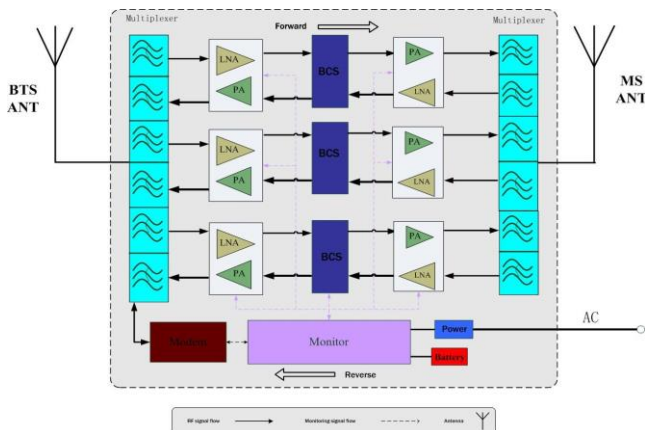 Multiplexer
Forward
Multiplexer
BTS
ANT
MS
ANT
LNA
PA
BCS
PA
LNA
LNA
PA
BCS
PA
LNA
LNA
PA
BCS
PA
LNA
Modem
Monitor
Power
Battery
AC
Reverse
RF signal flow
Monitoring signal flow
Antenna